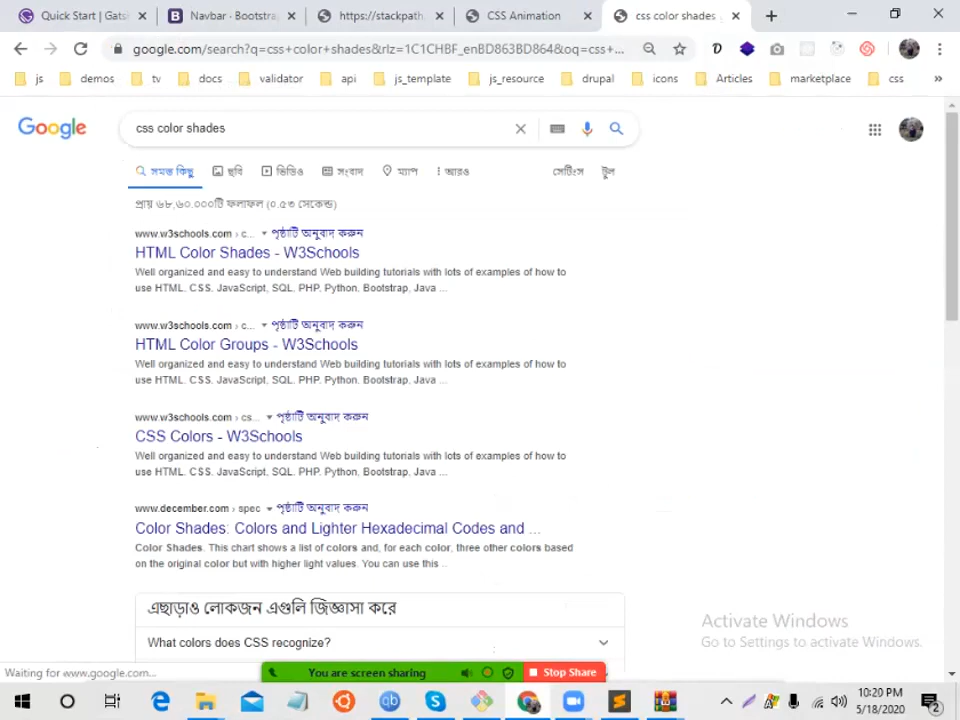 Quick Start | Gats
Navbar · Bootstra
https://stackpath
CSS Animation
css color shades
google.com/search?q=css+color+shades&rlz=1C1CHBF_enBD863BD864&oq=css+...
js
demos
tv
docs
validator
api
js_template
js_resource
drupal
icons
Articles
marketplace
css
»
Google
css color shades
সমস্ত কিছু
ছবি
ভিডিও
সংবাদ
ম্যাপ
আরও
সেটিংস
টুল
প্রায় ৬৮,৬০,০০০টি ফলাফল (০.৫৩ সেকেন্ড)
www.w3schools.com › c... ▾ পৃষ্ঠাটি অনুবাদ করুন
HTML Color Shades - W3Schools
Well organized and easy to understand Web building tutorials with lots of examples of how to
use HTML, CSS, JavaScript, SQL, PHP, Python, Bootstrap, Java ...
www.w3schools.com › c... ▾ পৃষ্ঠাটি অনুবাদ করুন
HTML Color Groups - W3Schools
Well organized and easy to understand Web building tutorials with lots of examples of how to
use HTML, CSS, JavaScript, SQL, PHP, Python, Bootstrap, Java ...
www.w3schools.com › cs... ▾ পৃষ্ঠাটি অনুবাদ করুন
CSS Colors - W3Schools
Well organized and easy to understand Web building tutorials with lots of examples of how to
use HTML, CSS, JavaScript, SQL, PHP, Python, Bootstrap, Java ...
www.december.com › spec ▾ পৃষ্ঠাটি অনুবাদ করুন
Color Shades: Colors and Lighter Hexadecimal Codes and ...
Color Shades. This chart shows a list of colors and, for each color, three other colors based
on the original color but with higher light values. You can use this ..
এছাড়াও লোকজন এগুলি জিজ্ঞাসা করে
What colors does CSS recognize?
Activate Windows
Go to Settings to activate Windows.
Waiting for www.google.com...
You are screen sharing
Stop Share
10:20 PM
5/18/2020
2